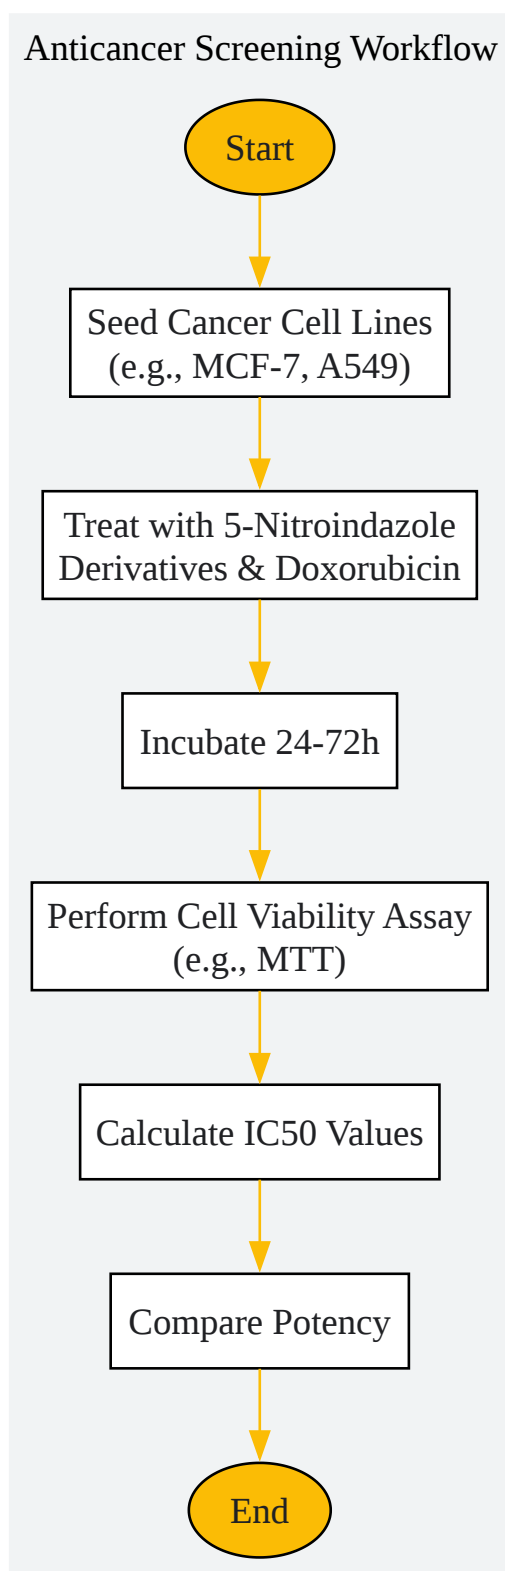 Anticancer Screening Workflow
Start
Seed Cancer Cell Lines
(e.g., MCF-7, A549)
Treat with 5-Nitroindazole
Derivatives & Doxorubicin
Incubate 24-72h
Perform Cell Viability Assay
(e.g., MTT)
Calculate IC50 Values
Compare Potency
End